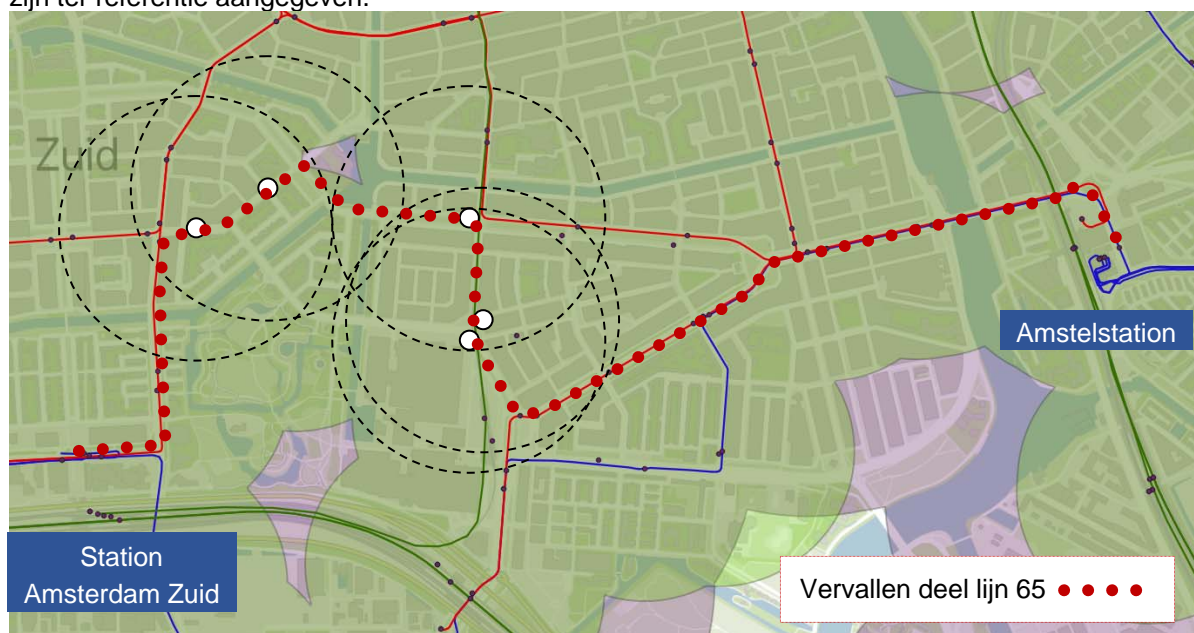 zijn ter referentie aangegeven.
Zuid
Amstelstation
Station
Amsterdam Zuid
Vervallen deel lijn 65